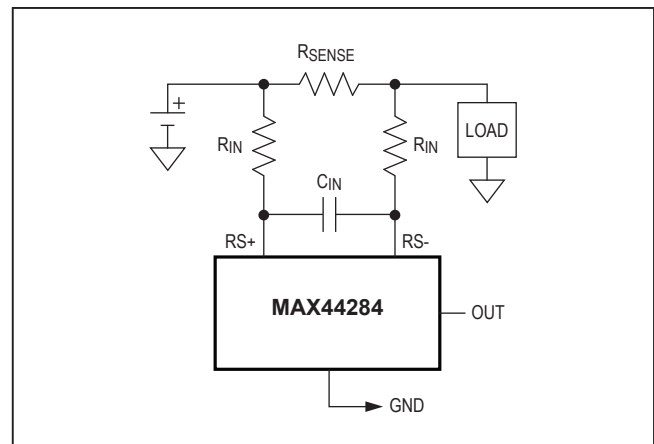 RSENSE
+
RIN
RIN
LOAD
CIN
RS+
RS-
MAX44284
OUT
GND